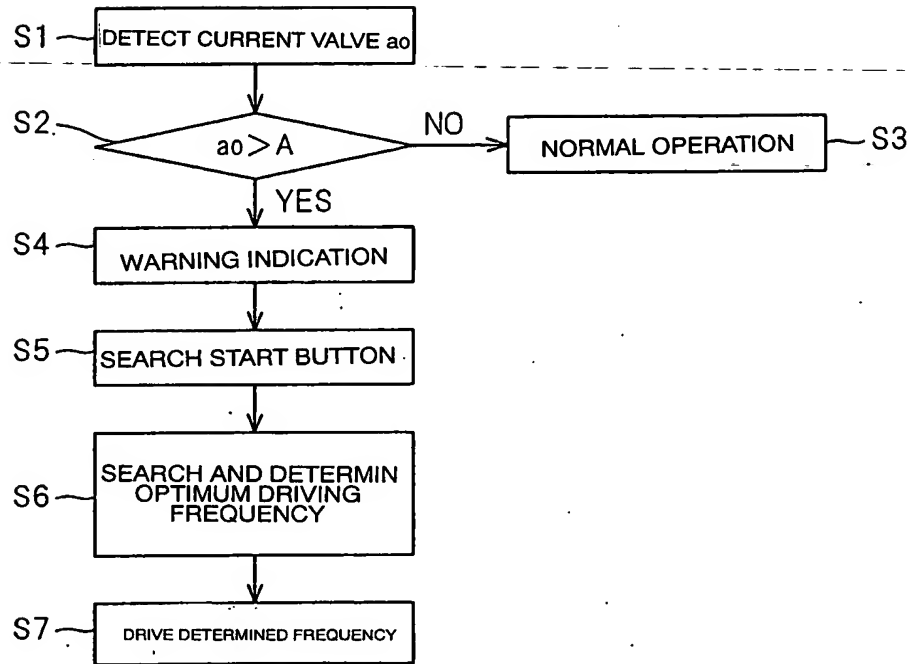 S1
DETECT CURRENT VALVE ao
S2
ao > A
NO
NORMAL OPERATION
S3
YES
S4
WARNING INDICATION
S5
SEARCH START BUTTON
S6
SEARCH AND DETERMIN
OPTIMUM DRIVING
FREQUENCY
S7
DRIVE DETERMINED FREQUENCY